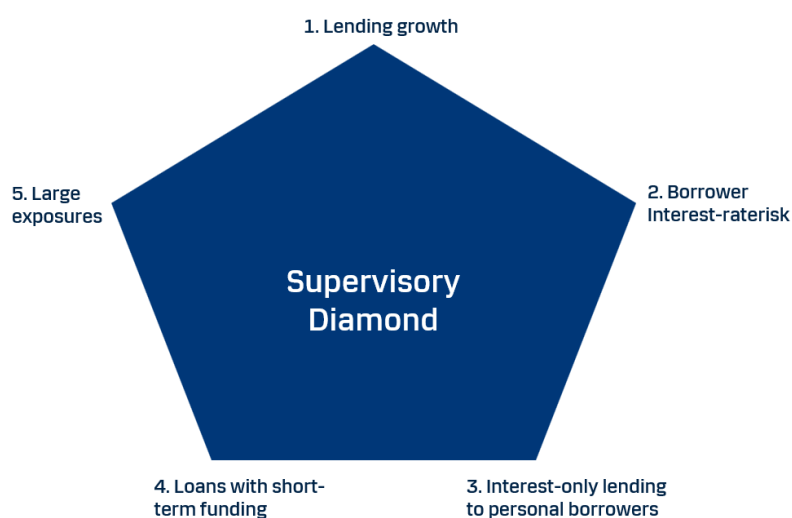 1. Lending growth
2. Borrower
Interest-raterisk
3. Interest-only lending
to personal borrowers
4. Loans with short-
term funding
5. Large
exposures
Supervisory
Diamond